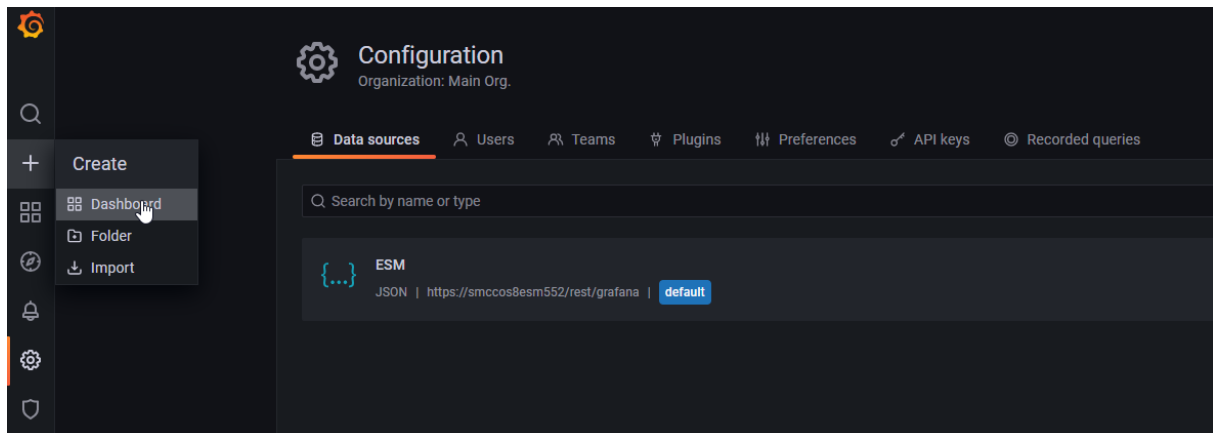 Configuration
Organization: Main Org.
Data sources Users Teams Plugins Preferences API keys Recorded queries
Create
Dashboard
Folder
Import
Search by name or type
{...} ESM
JSON | https://smccos8esm552/rest/grafana | default